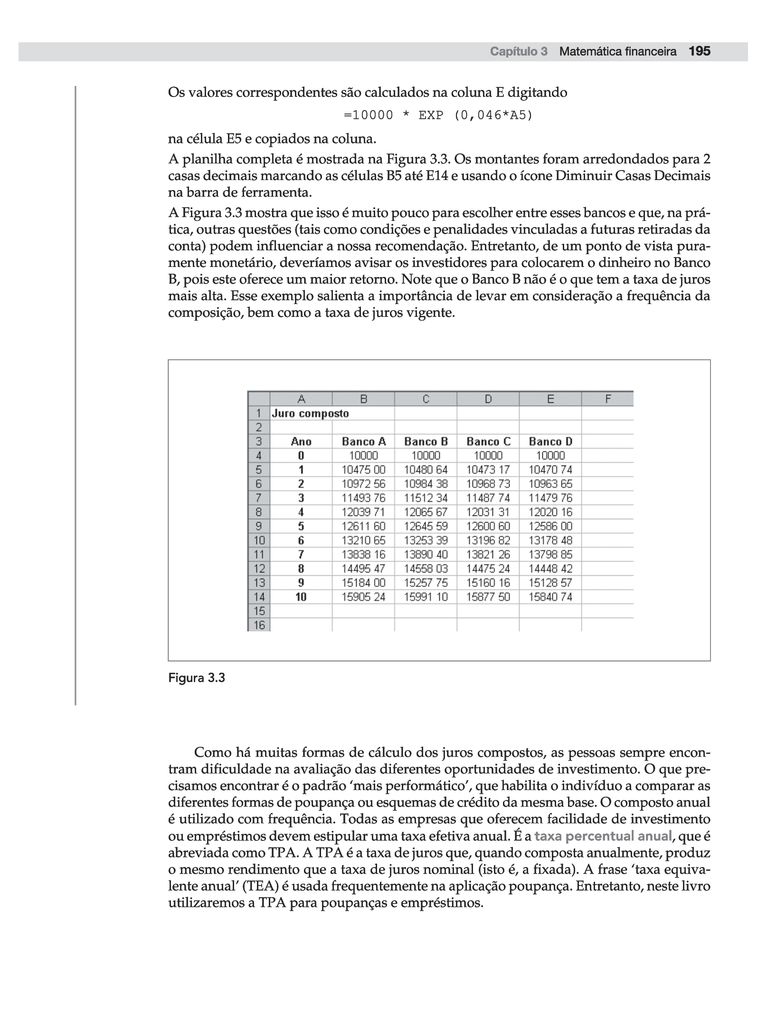 Capítulo 3 Matemática financeira 195
Os valores correspondentes são calculados na coluna E digitando
=10000 * EXP (0,046*A5)
na célula E5 e copiados na coluna.
A planilha completa é mostrada na Figura 3.3. Os montantes foram arredondados para 2
casas decimais marcando as células B5 até E14 e usando o ícone Diminuir Casas Decimais
na barra de ferramenta.
A Figura 3.3 mostra que isso é muito pouco para escolher entre esses bancos e que, na prá-
tica, outras questões (tais como condições e penalidades vinculadas a futuras retiradas da
conta) podem influenciar a nossa recomendação. Entretanto, de um ponto de vista pura-
mente monetário, deveríamos avisar os investidores para colocarem o dinheiro no Banco
B, pois este oferece um maior retorno. Note que o Banco B não é o que tem a taxa de juros
mais alta. Esse exemplo salienta a importância de levar em consideração a frequência da
composição, bem como a taxa de juros vigente.
A B C D E F
1 Juro composto
2
3 Ano Banco A Banco B Banco C Banco D
4 0 10000 10000 10000 10000
5 1 10475 00 10480 64 10473 17 10470 74
6 2 10972 56 10984 38 10968 73 10963 65
7 3 11493 76 11512 34 11487 74 11479 76
8 4 12039 71 12065 67 12031 31 12020 16
9 5 12611 60 12645 59 12600 60 12586 00
10 6 13210 65 13253 39 13196 82 13178 48
11 7 13838 16 13890 40 13821 26 13798 85
12 8 14495 47 14558 03 14475 24 14448 42
13 9 15184 00 15257 75 15160 16 15128 57
14 10 15905 24 15991 10 15877 50 15840 74
15
16
Figura 3.3
Como há muitas formas de cálculo dos juros compostos, as pessoas sempre encon-
tram dificuldade na avaliação das diferentes oportunidades de investimento. O que pre-
cisamos encontrar é o padrão ‘mais performático’, que habilita o indivíduo a comparar as
diferentes formas de poupança ou esquemas de crédito da mesma base. O composto anual
é utilizado com frequência. Todas as empresas que oferecem facilidade de investimento
ou empréstimos devem estipular uma taxa efetiva anual. É a taxa percentual anual, que é
abreviada como TPA. A TPA é a taxa de juros que, quando composta anualmente, produz
o mesmo rendimento que a taxa de juros nominal (isto é, a fixada). A frase ‘taxa equiva-
lente anual’ (TEA) é usada frequentemente na aplicação poupança. Entretanto, neste livro
utilizaremos a TPA para poupanças e empréstimos.